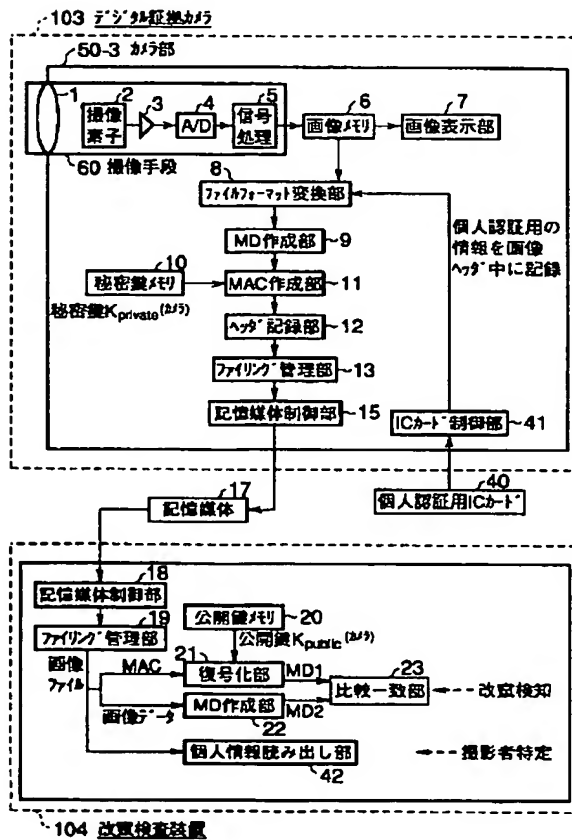 103 デジタル証拠カメラ
50-3 カメラ部
1
2
3
4
5
6
7
撮像
素子
A/D
信号
処理
画像メモリ
画像表示部
60 撮像手段
8
ファイルフォーマット変換部
個人認証用の
情報を画像
ヘッダ中に記録
MD作成部
9
10
秘密鍵メモリ
MAC作成部
11
秘密鍵Kprivate(カメラ)
ヘッダ記録部
12
ファイリング管理部
13
記憶媒体制御部
15
ICカード制御部
41
17
記憶媒体
40
個人認証用ICカード
18
記憶媒体制御部
19
ファイリング管理部
公開鍵メモリ
20
公開鍵Kpublic(カメラ)
画像
ファイル
MAC
21
復号化部
MD1
23
比較一致部
改竄検知
画像データ
MD作成部
MD2
22
個人情報読み出し部
42
撮影者特定
104 改竄検査装置